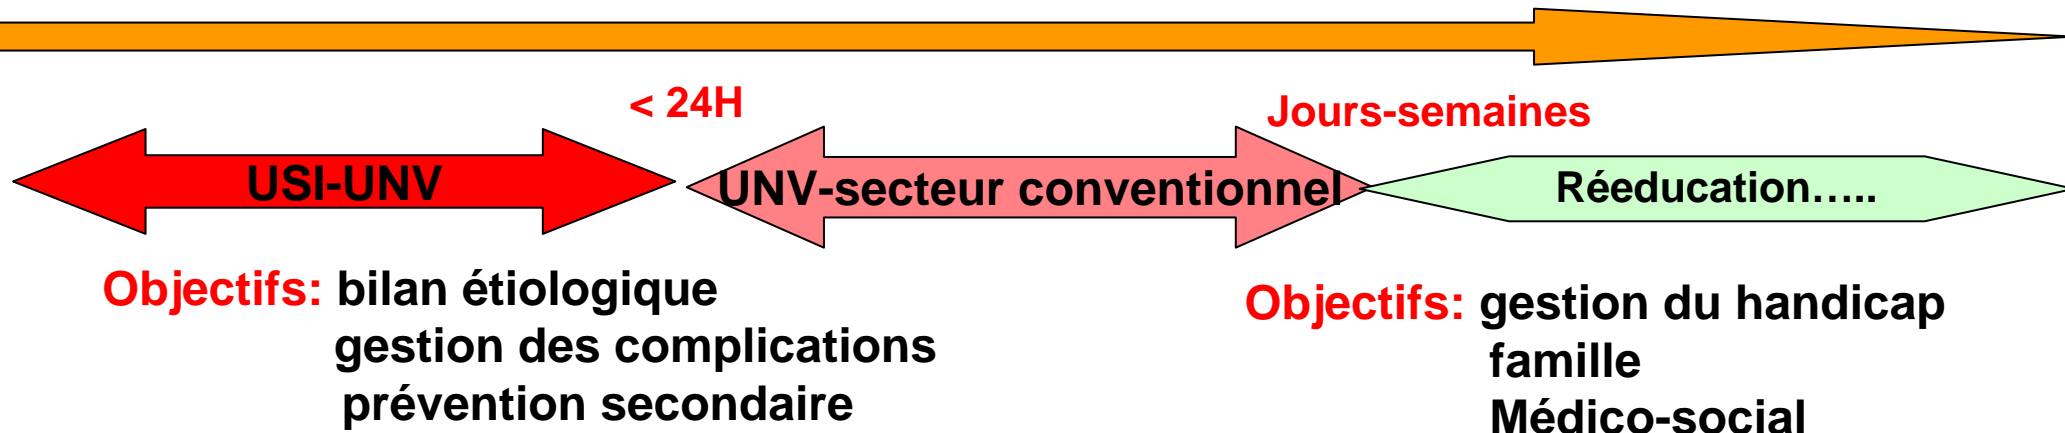 < 24H
Jours-semaines
USI-UNV
UNV-secteur conventionnel
Réeducation…..
Objectifs: bilan étiologique
gestion des complications
prévention secondaire
Objectifs: gestion du handicap
famille
Médico-social